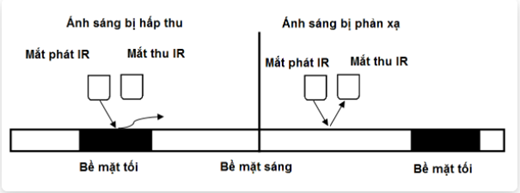 Ánh sáng bị hấp thu
Ánh sáng bị phản xạ
Mắt phát IR
Mắt thu IR
Mắt phát IR
Mắt thu IR
Bề mặt tối
Bề mặt sáng
Bề mặt tối